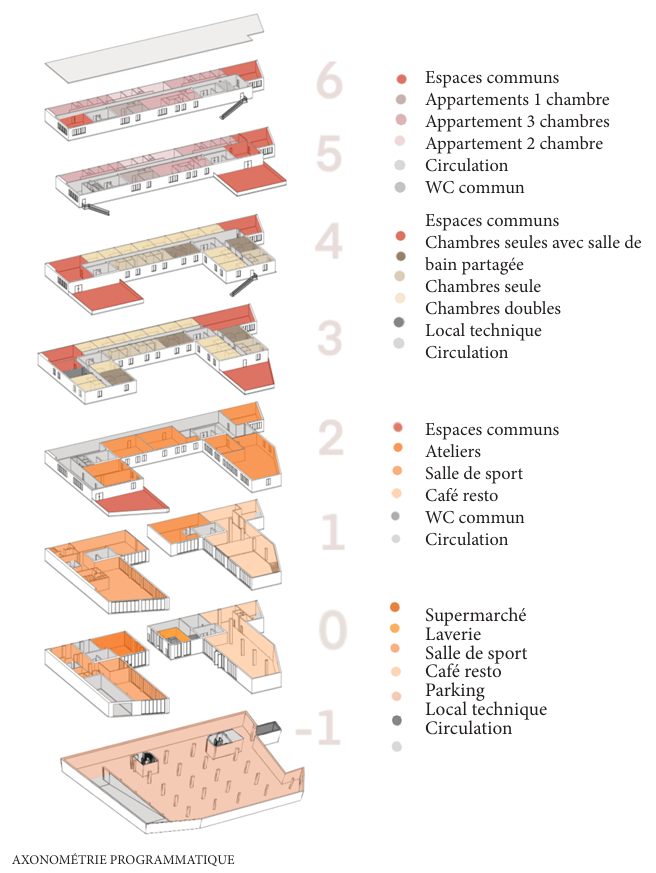 6
Espaces communs
Appartements 1 chambre
Appartement 3 chambres
Appartement 2 chambre
Circulation
WC commun
5
4
Espaces communs
Chambres seules avec salle de
bain partagée
Chambres seule
Chambres doubles
Local technique
Circulation
3
2
Espaces communs
Ateliers
Salle de sport
Café resto
WC commun
Circulation
1
0
Supermarché
Laverie
Salle de sport
Café resto
Parking
Local technique
Circulation
-1
AXONOMÉTRIE PROGRAMMATIQUE